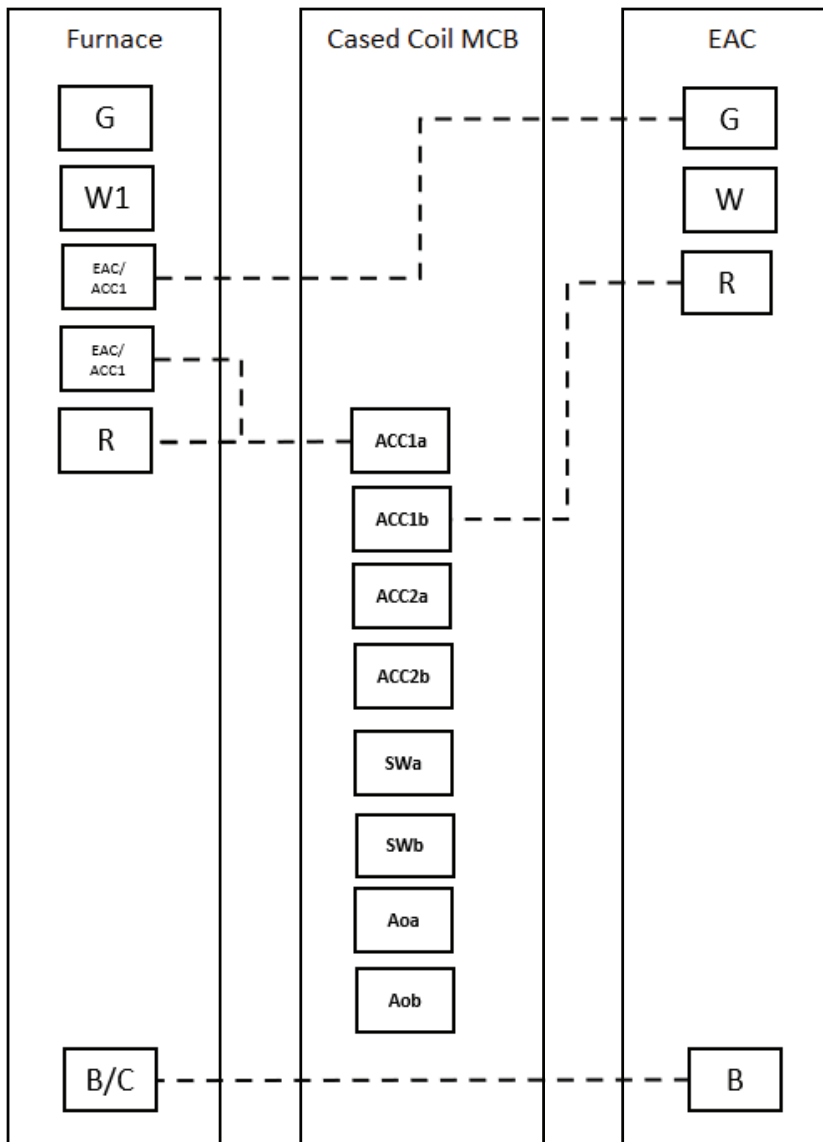 Furnace
G
W1
EAC/
ACC1
EAC/
ACC1
R
B/C
Cased Coil MCB
ACC1a
ACC1b
ACC2a
ACC2b
SWa
SWb
Aoa
Aob
EAC
G
W
R
B